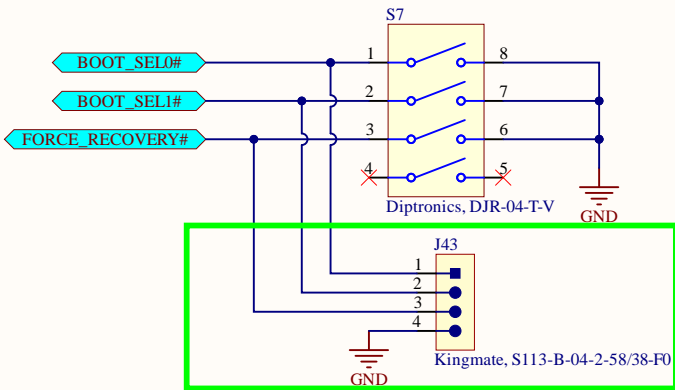 S7
BOOT_SEL0# 1 8
BOOT_SEL1# 2 7
FORCE_RECOVERY# 3 6
4 5
Diptronics, DJR-04-T-V
GND
J43
1
2
3
4
Kingmate, S113-B-04-2-58/38-F0
GND